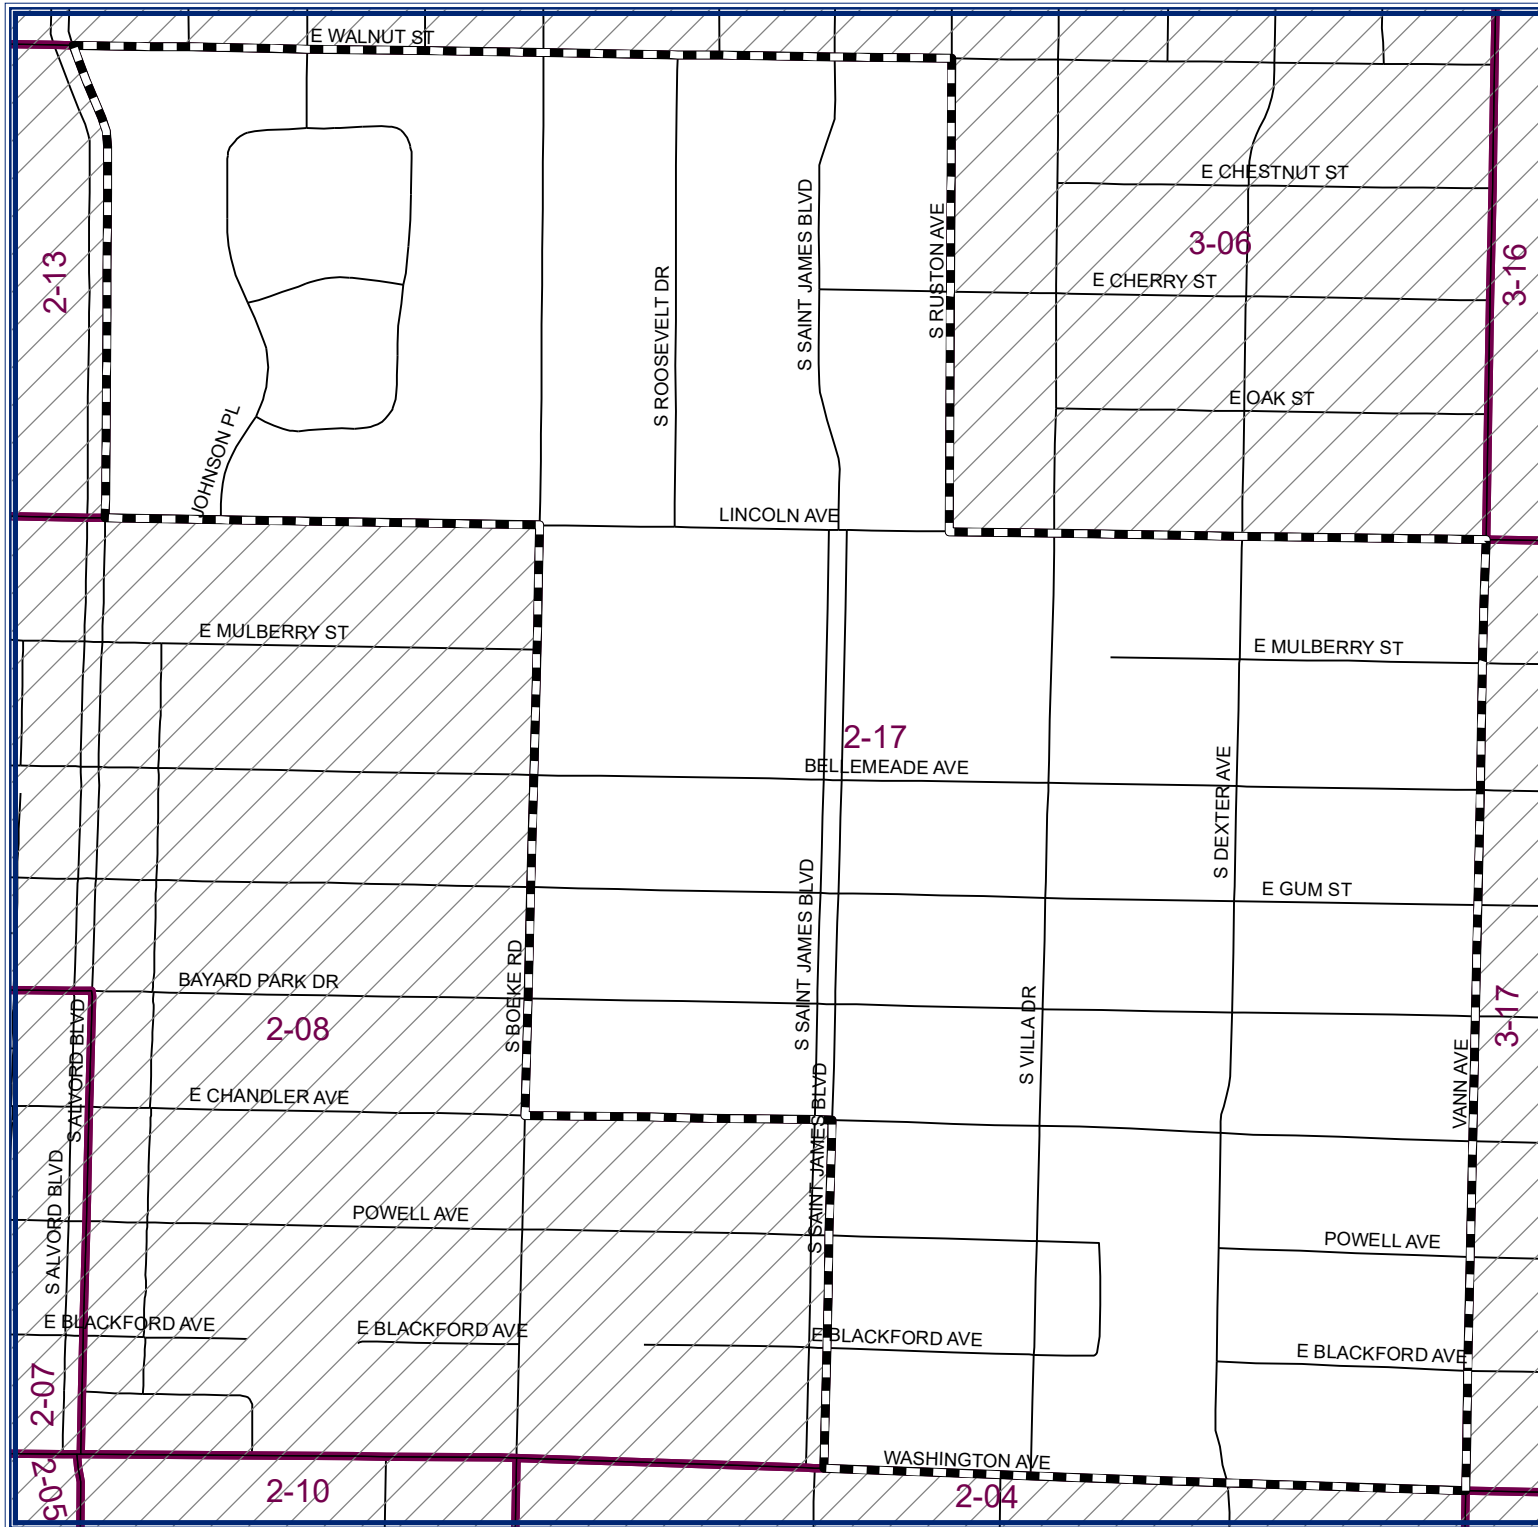 E WALNUT ST
E CHESTNUT ST
3-06
2-13
3-16
S SAINT JAMES BLVD
S RUSTON AVE
S ROOSEVELT DR
E CHERRY ST
E OAK ST
JOHNSON PL
LINCOLN AVE
E MULBERRY ST
E MULBERRY ST
2-17
BELLEMEADE AVE
S DEXTER AVE
E GUM ST
S SAINT JAMES BLVD
S BOEKE RD
BAYARD PARK DR
2-08
S VILLA DR
3-17
S ALVORD BLVD
VANN AVE
E CHANDLER AVE
S SAINT JAMES BLVD
S ALVORD BLVD
POWELL AVE
POWELL AVE
E BLACKFORD AVE
E BLACKFORD AVE
E BLACKFORD AVE
E BLACKFORD AVE
2-07
WASHINGTON AVE
2-05
2-10
2-04